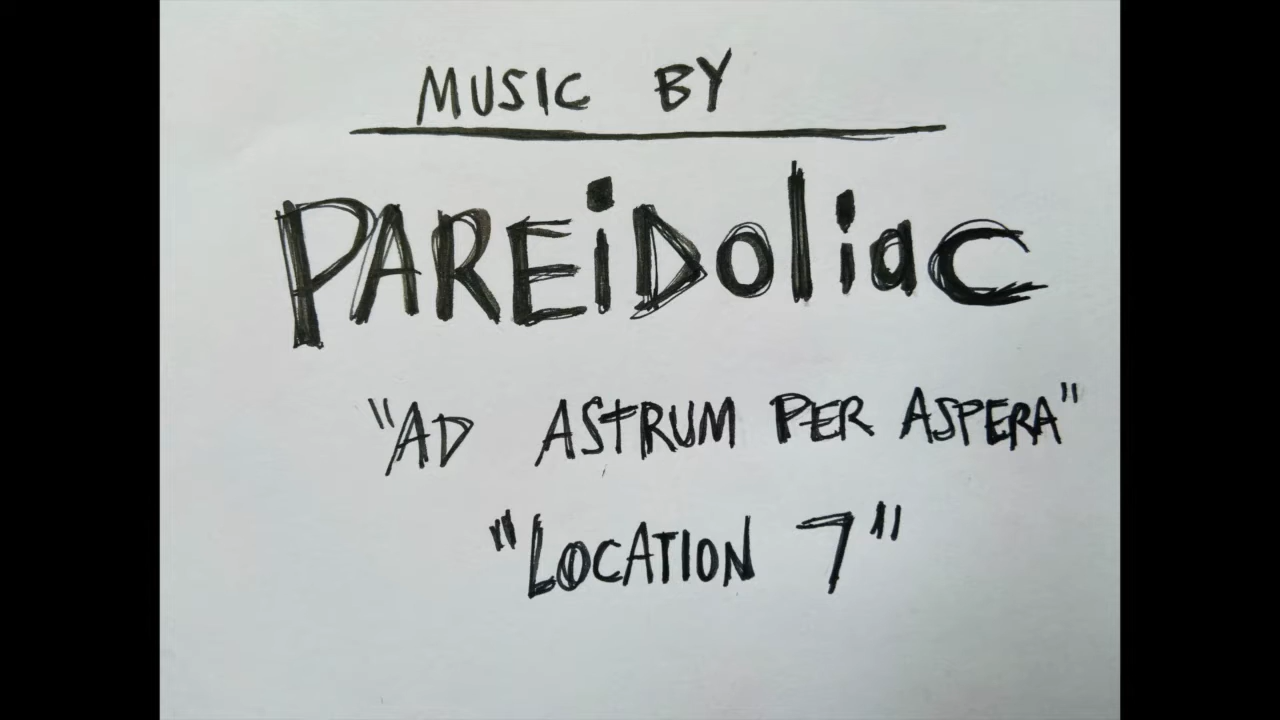 MUSIC BY
PAREiDoliaC
"AD ASTRUM PER ASPERA"
"LOCATION 7"